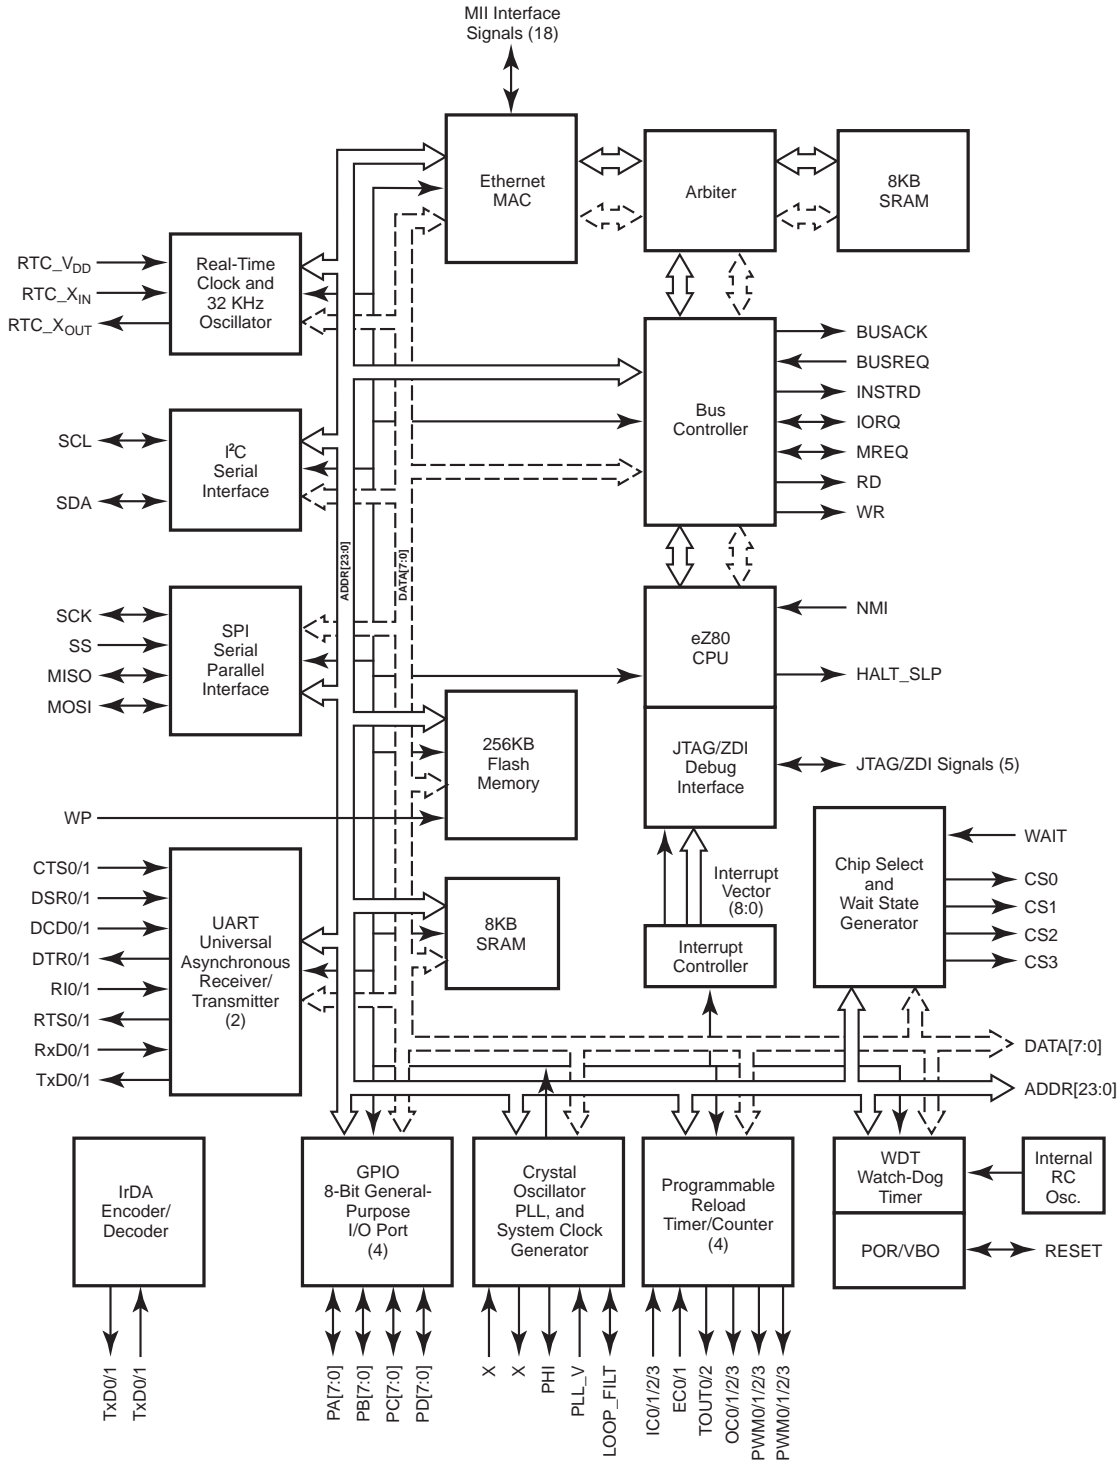 MII Interface
Signals (18)
Ethernet
MAC
Arbiter
8KB
SRAM
RTC_VDD
RTC_XIN
RTC_XOUT
Real-Time
Clock and
32 KHz
Oscillator
BUSACK
BUSREQ
INSTRD
IORQ
MREQ
RD
WR
Bus
Controller
SCL
SDA
I²C
Serial
Interface
ADDR[23:0]
DATA[7:0]
SCK
SS
MISO
MOSI
SPI
Serial
Parallel
Interface
eZ80
CPU
NMI
HALT_SLP
256KB
Flash
Memory
JTAG/ZDI
Debug
Interface
JTAG/ZDI Signals (5)
WP
CTS0/1
DSR0/1
DCD0/1
DTR0/1
RI0/1
RTS0/1
RxD0/1
TxD0/1
UART
Universal
Asynchronous
Receiver/
Transmitter
(2)
8KB
SRAM
Interrupt
Vector
(8:0)
Interrupt
Controller
Chip Select
and
Wait State
Generator
WAIT
CS0
CS1
CS2
CS3
DATA[7:0]
ADDR[23:0]
IrDA
Encoder/
Decoder
GPIO
8-Bit General-
Purpose
I/O Port
(4)
Crystal
Oscillator
PLL, and
System Clock
Generator
Programmable
Reload
Timer/Counter
(4)
WDT
Watch-Dog
Timer
POR/VBO
Internal
RC
Osc.
RESET
TxD0/1
TxD0/1
PA[7:0]
PB[7:0]
PC[7:0]
PD[7:0]
X
X
PHI
PLL_V
LOOP_FILT
IC0/1/2/3
EC0/1
TOUT0/2
OC0/1/2/3
PWM0/1/2/3
PWM0/1/2/3